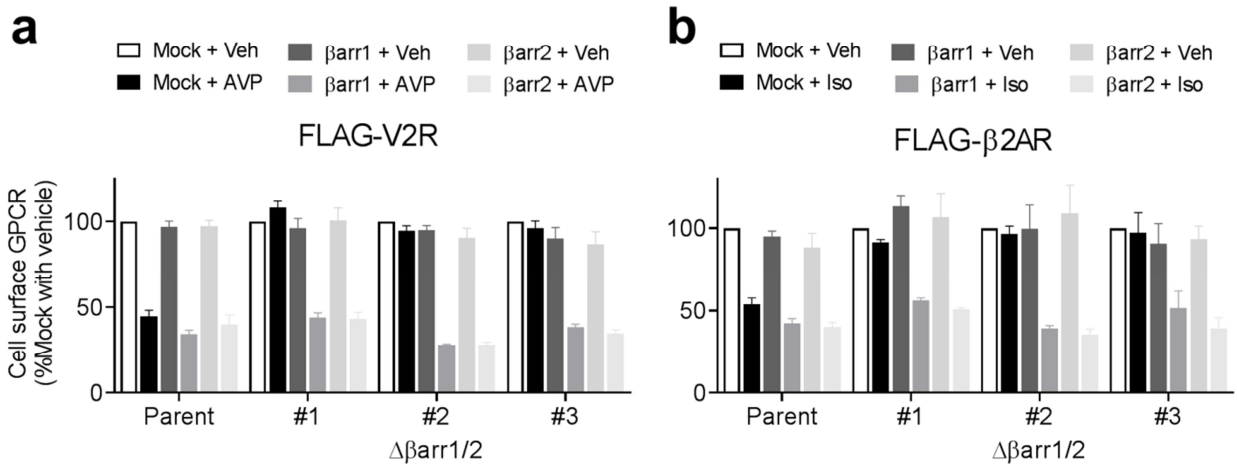 a
Mock + Veh βarr1 + Veh βarr2 + Veh
Mock + AVP βarr1 + AVP βarr2 + AVP
FLAG-V2R
Cell surface GPCR
(%Mock with vehicle)
100
50
0
Parent #1 #2 #3
Δβarr1/2
b
Mock + Veh βarr1 + Veh βarr2 + Veh
Mock + Iso βarr1 + Iso βarr2 + Iso
FLAG-β2AR
100
50
0
Parent #1 #2 #3
Δβarr1/2